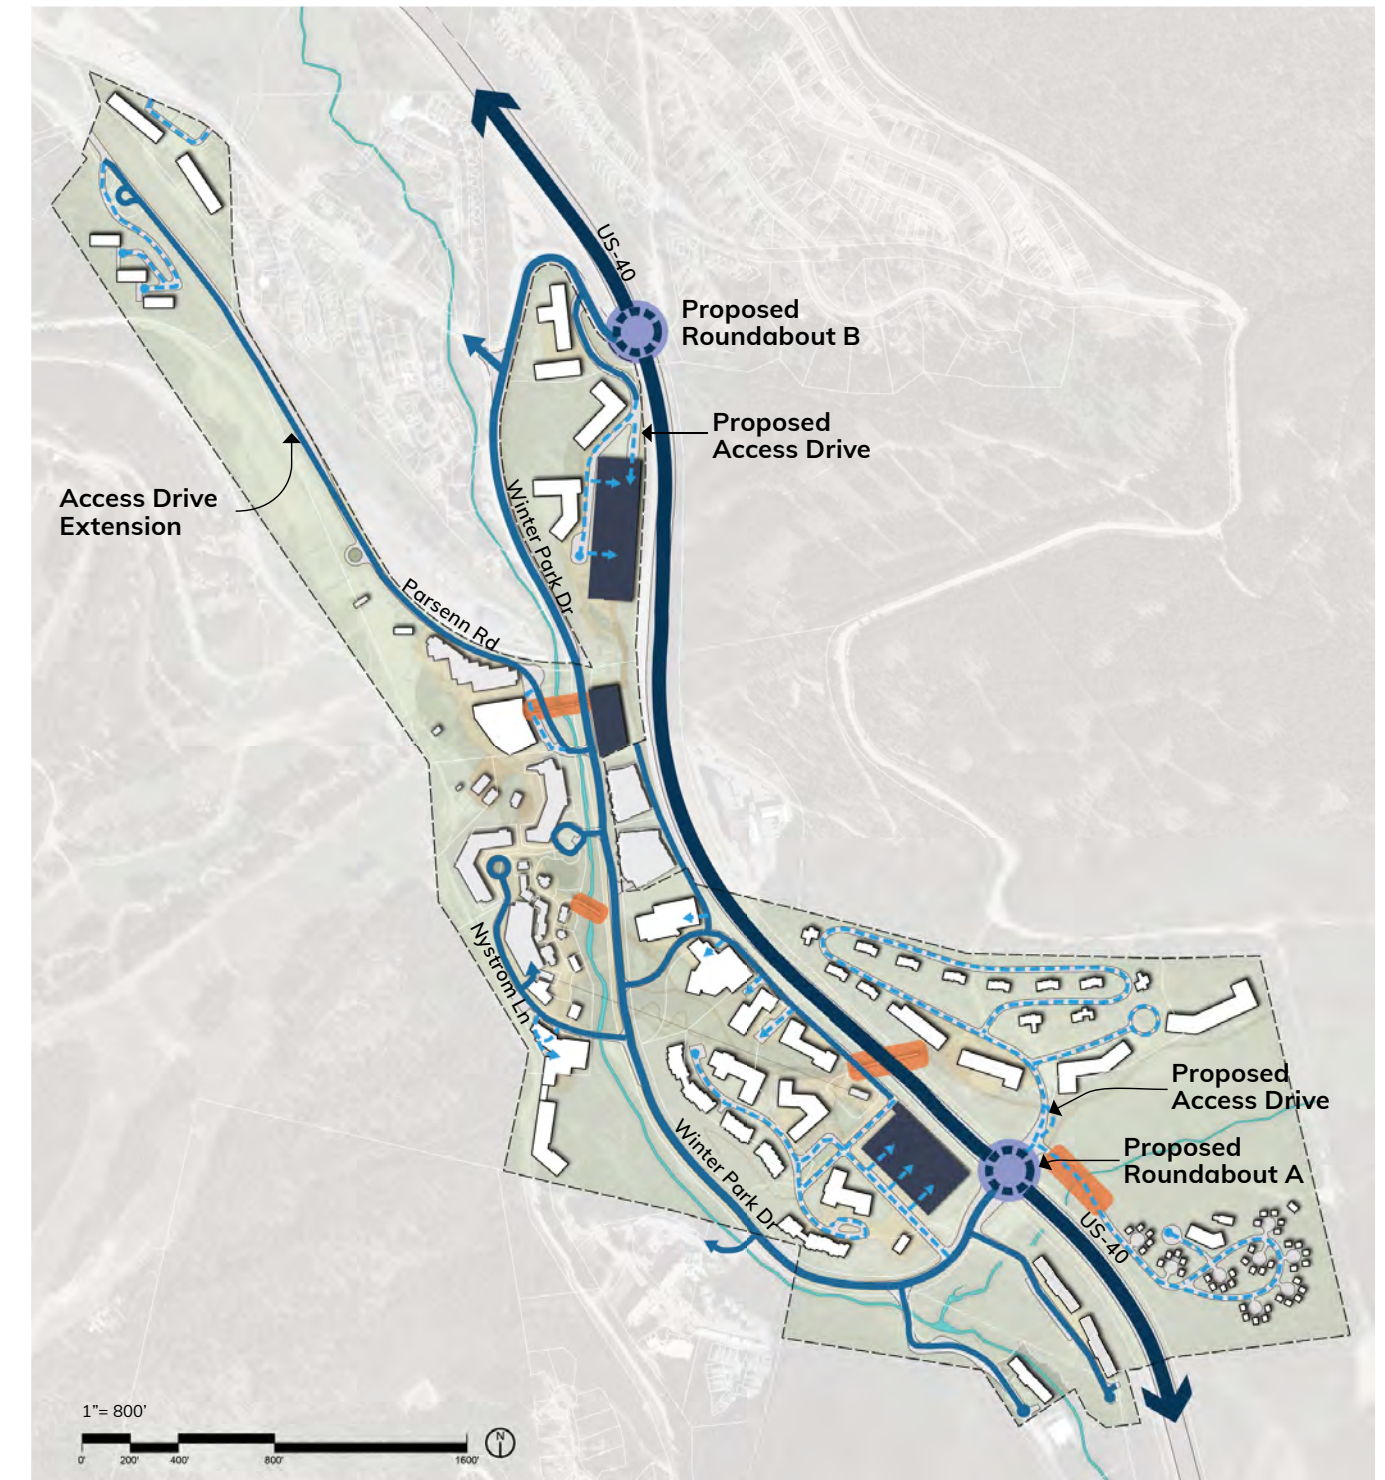 US-40
Proposed
Roundabout B
Proposed
Access Drive
Access Drive
Extension
Winter Park Dr
Parsenn Rd
Nystrom Ln
Proposed
Access Drive
Winter Park Dr
Proposed
Roundabout A
US-40
1"= 800'
N
0'
200'
400'
800'
1600'